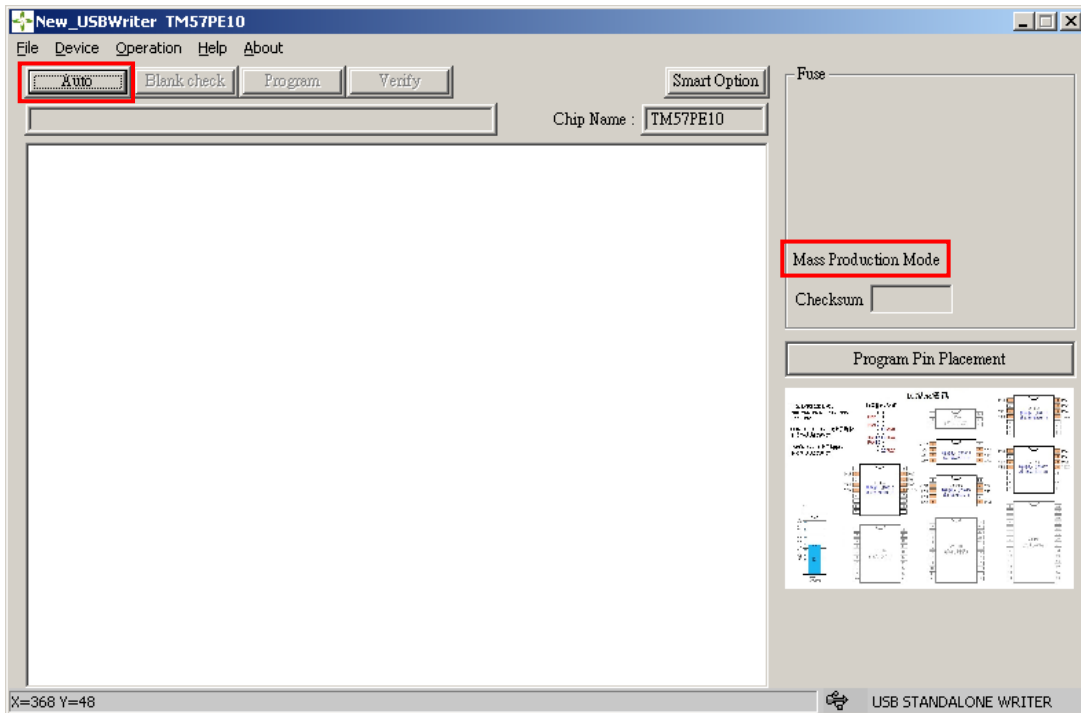 New_USBWriter TM57PE10
File Device Operation Help About
Auto Blank check Program Verify Smart Option
Chip Name : TM57PE10
Fuse
Mass Production Mode
Checksum
Program Pin Placement
X=368 Y=48
USB STANDALONE WRITER